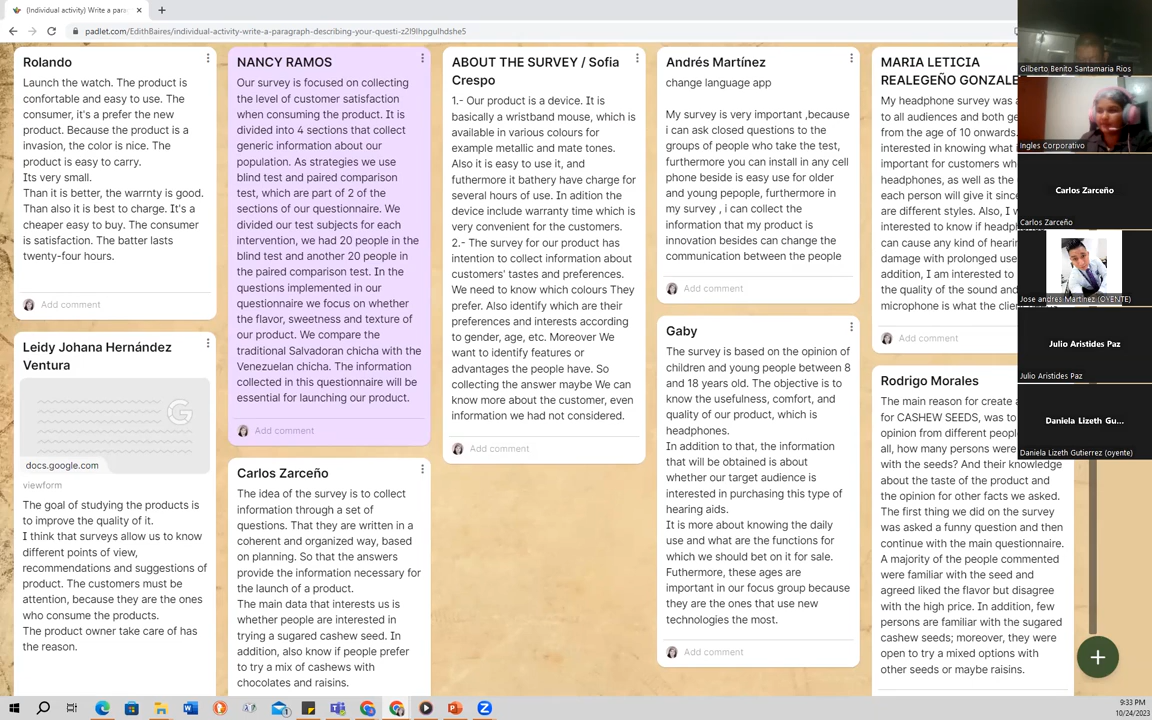 (Individual activity) Write a para
padlet.com/EdithBaires/individual-activity-write-a-paragraph-describing-your-questi-z2l9lhpgulhdshe5
Rolando
Launch the watch. The product is
confortable and easy to use. The
consumer, it's a prefer the new
product. Because the product is a
invasion, the color is nice. The
product is easy to carry.
Its very small.
Than it is better, the warrnty is good.
Than also it is best to charge. It's a
cheaper easy to buy. The consumer
is satisfaction. The batter lasts
twenty-four hours.
Add comment
Leidy Johana Hernández
Ventura
docs.google.com
viewform
The goal of studying the products is
to improve the quality of it.
I think that surveys allow us to know
different points of view,
recommendations and suggestions of
product. The customers must be
attention, because they are the ones
who consume the products.
The product owner take care of has
the reason.
NANCY RAMOS
Our survey is focused on collecting
the level of customer satisfaction
when consuming the product. It is
divided into 4 sections that collect
generic information about our
population. As strategies we use
blind test and paired comparison
test, which are part of 2 of the
sections of our questionnaire. We
divided our test subjects for each
intervention, we had 20 people in the
blind test and another 20 people in
the paired comparison test. In the
questions implemented in our
questionnaire we focus on whether
the flavor, sweetness and texture of
our product. We compare the
traditional Salvadoran chicha with the
Venezuelan chicha. The information
collected in this questionnaire will be
essential for launching our product.
Add comment
Carlos Zarceño
The idea of the survey is to collect
information through a set of
questions. That they are written in a
coherent and organized way, based
on planning. So that the answers
provide the information necessary for
the launch of a product.
The main data that interests us is
whether people are interested in
trying a sugared cashew seed. In
addition, also know if people prefer
to try a mix of cashews with
chocolates and raisins.
ABOUT THE SURVEY / Sofia
Crespo
1.- Our product is a device. It is
basically a wristband mouse, which is
available in various colours for
example metallic and mate tones.
Also it is easy to use it, and
futhermore it bathery have charge for
several hours of use. In adition the
device include warranty time which is
very convenient for the customers.
2.- The survey for our product has
intention to collect information about
customers' tastes and preferences.
We need to know which colours They
prefer. Also identify which are their
preferences and interests according
to gender, age, etc. Moreover We
want to identify features or
advantages the people have. So
collecting the answer maybe We can
know more about the customer, even
information we had not considered.
Add comment
Andrés Martínez
change language app
My survey is very important ,because
i can ask closed questions to the
groups of people who take the test,
furthermore you can install in any cell
phone beside is easy use for older
and young pepople, furthermore in
my survey , i can collect the
information that my product is
innovation besides can change the
communication between the people
Add comment
Gaby
The survey is based on the opinion of
children and young people between 8
and 18 years old. The objective is to
know the usefulness, comfort, and
quality of our product, which is
headphones.
In addition to that, the information
that will be obtained is about
whether our target audience is
interested in purchasing this type of
hearing aids.
It is more about knowing the daily
use and what are the functions for
which we should bet on it for sale.
Futhermore, these ages are
important in our focus group because
they are the ones that use new
technologies the most.
Add comment
MARIA LETICIA
REALEGEÑO GONZALE
My headphone survey was a
to all audiences and both ge
from the age of 10 onwards.
interested in knowing what
important for customers wh
headphones, as well as the
each person will give it since
are different styles. Also, I w
interested to know if headp
can cause any kind of hearin
damage with prolonged use
addition, I am interested to
the quality of the sound and
microphone is what the clie
Add comment
Rodrigo Morales
The main reason for create a
for CASHEW SEEDS, was to
opinion from different peopl
all, how many persons were
with the seeds? And their knowledge
about the taste of the product and
the opinion for other facts we asked.
The first thing we did on the survey
was asked a funny question and then
continue with the main questionnaire.
A majority of the people commented
were familiar with the seed and
agreed liked the flavor but disagree
with the high price. In addition, few
persons are familiar with the sugared
cashew seeds; moreover, they were
open to try a mixed options with
other seeds or maybe raisins.
Gilberto Benito Santamaria Rios
Ingles Corporativo
Carlos Zarceño
Carlos Zarceño
Jose andres Martinez (OYENTE)
Julio Aristides Paz
Julio Aristides Paz
Daniela Lizeth Gu...
Daniela Lizeth Gutierrez (oyente)
9:33 PM
10/24/2023